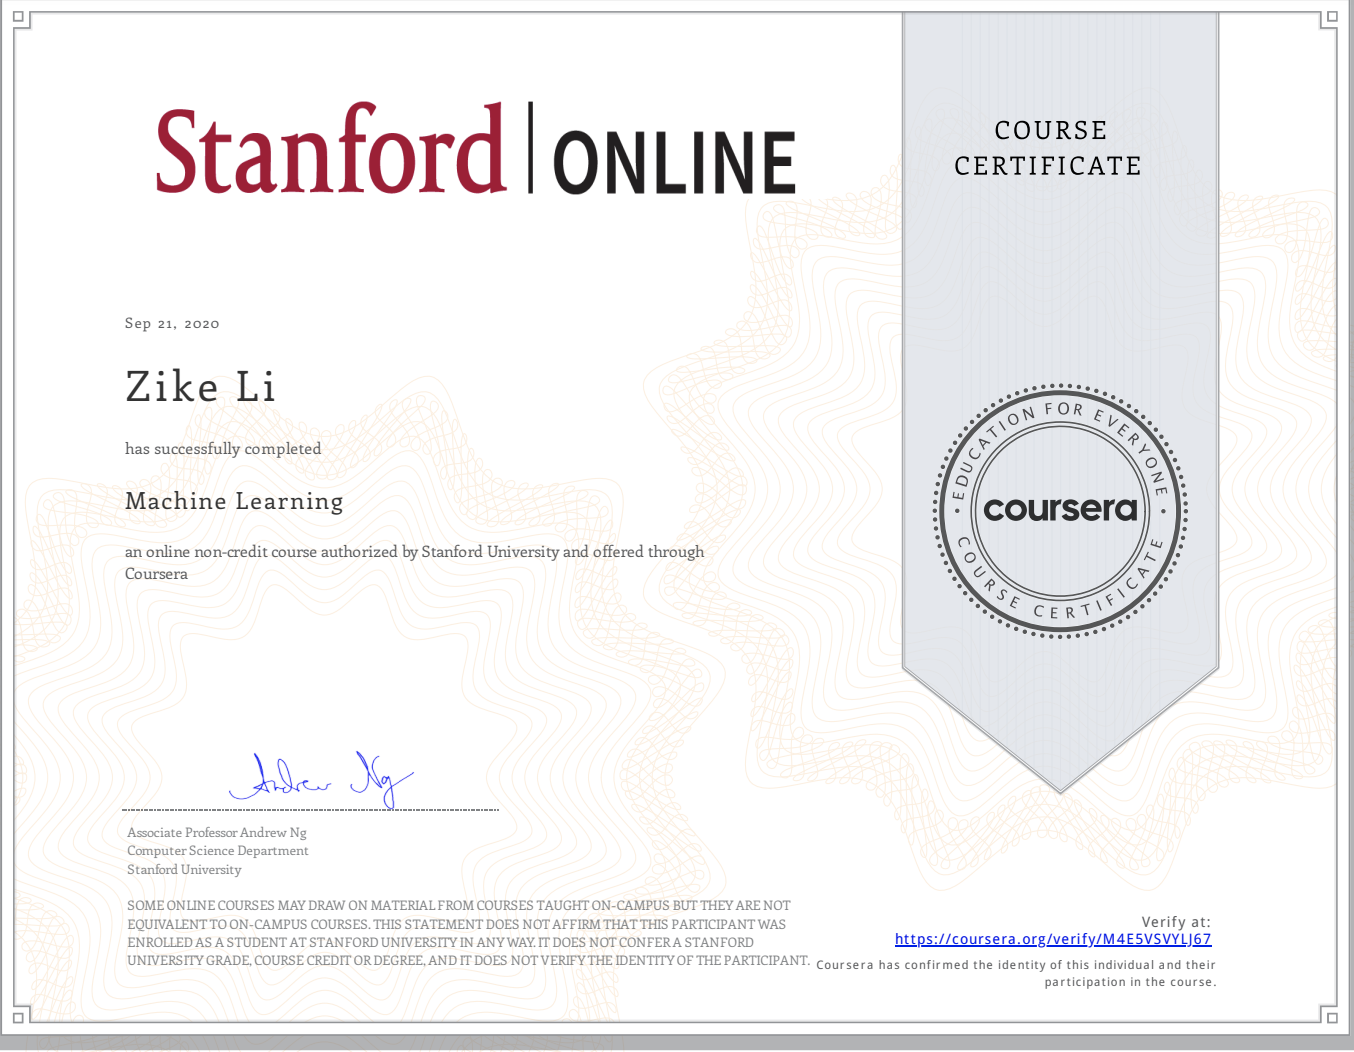 Stanford | ONLINE
COURSE
CERTIFICATE
Sep 21, 2020
Zike Li
has successfully completed
Machine Learning
an online non-credit course authorized by Stanford University and offered through
Coursera
EDUCATION FOR EVERYONE
coursera
COURSE CERTIFICATE
Andrew Ng
Associate Professor Andrew Ng
Computer Science Department
Stanford University
SOME ONLINE COURSES MAY DRAW ON MATERIAL FROM COURSES TAUGHT ON-CAMPUS BUT THEY ARE NOT
EQUIVALENT TO ON-CAMPUS COURSES. THIS STATEMENT DOES NOT AFFIRM THAT THIS PARTICIPANT WAS
ENROLLED AS A STUDENT AT STANFORD UNIVERSITY IN ANY WAY. IT DOES NOT CONFER A STANFORD
UNIVERSITY GRADE, COURSE CREDIT OR DEGREE, AND IT DOES NOT VERIFY THE IDENTITY OF THE PARTICIPANT.
Verify at:
https://coursera.org/verify/M4E5VSVYLJ67
Coursera has confirmed the identity of this individual and their
participation in the course.